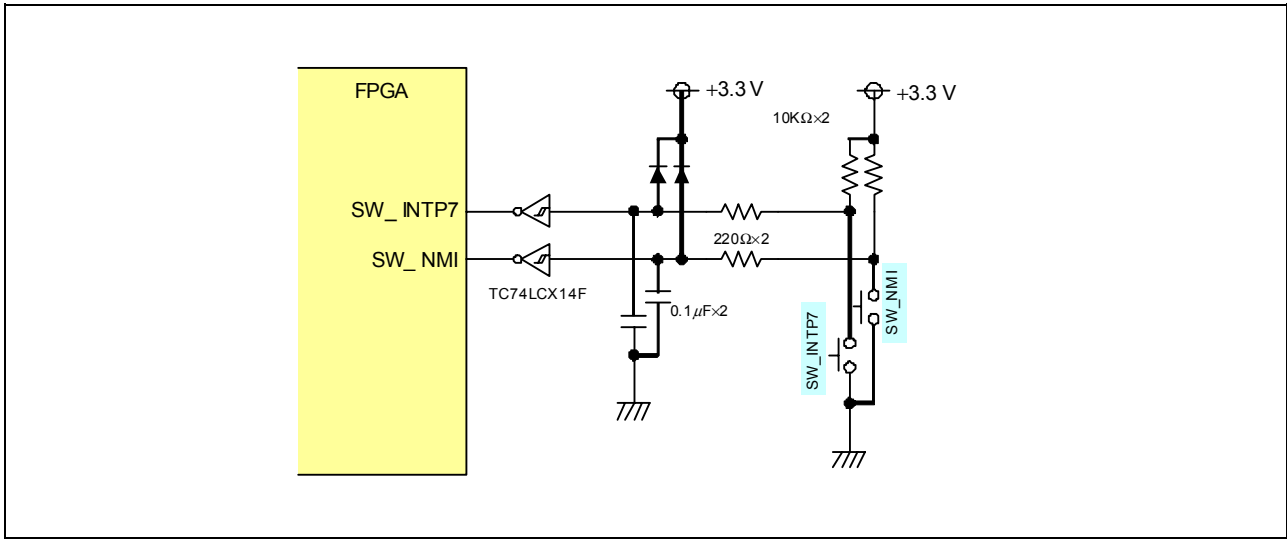 FPGA
+3.3 V
+3.3 V
10KΩ×2
SW_ INTP7
220Ω×2
SW_ NMI
TC74LCX14F
0.1µF×2
SW_NMI
SW_INTP7